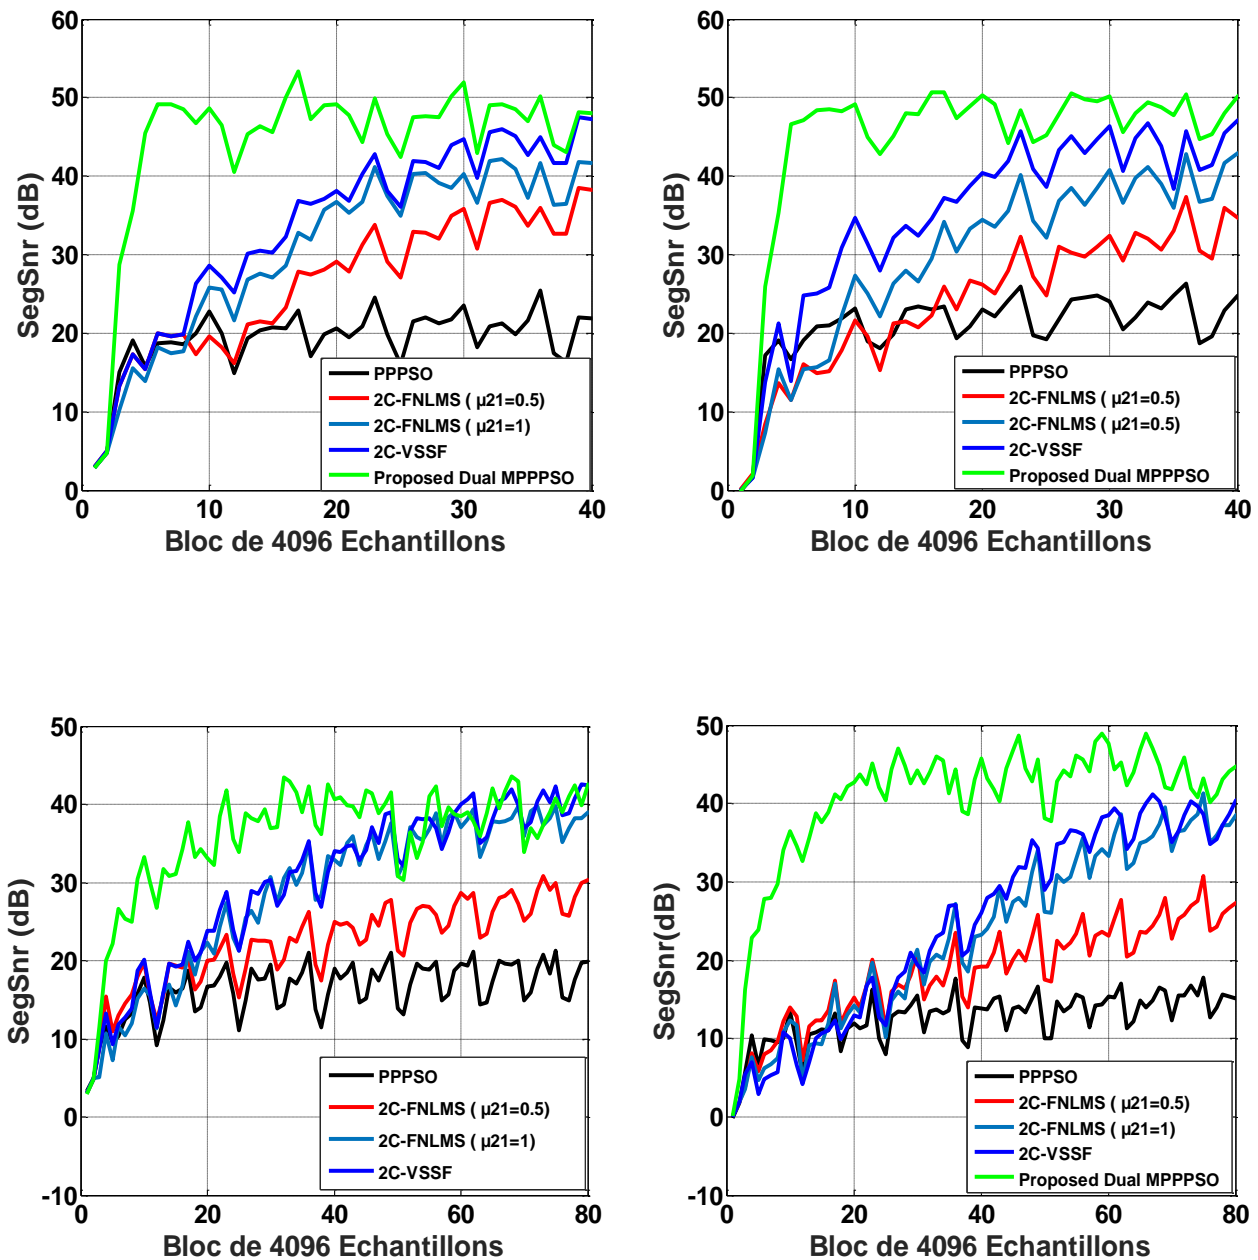 60
50
40
30
20
10
0
SegSnr (dB)
PPPSO
2C-FNLMS ( µ21=0.5)
2C-FNLMS ( µ21=1)
2C-VSSF
Proposed Dual MPPPSO
0 10 20 30 40
Bloc de 4096 Echantillons
60
50
40
30
20
10
0
SegSnr (dB)
PPPSO
2C-FNLMS ( µ21=0.5)
2C-FNLMS ( µ21=0.5)
2C-VSSF
Proposed Dual MPPPSO
0 10 20 30 40
Bloc de 4096 Echantillons
50
40
30
20
10
0
-10
SegSnr (dB)
PPPSO
2C-FNLMS ( µ21=0.5)
2C-FNLMS ( µ21=1)
2C-VSSF
0 20 40 60 80
Bloc de 4096 Echantillons
50
40
30
20
10
0
-10
SegSnr(dB)
PPPSO
2C-FNLMS ( µ21=0.5)
2C-FNLMS ( µ21=1)
2C-VSSF
Proposed Dual MPPPSO
0 20 40 60 80
Bloc de 4096 Echantillons